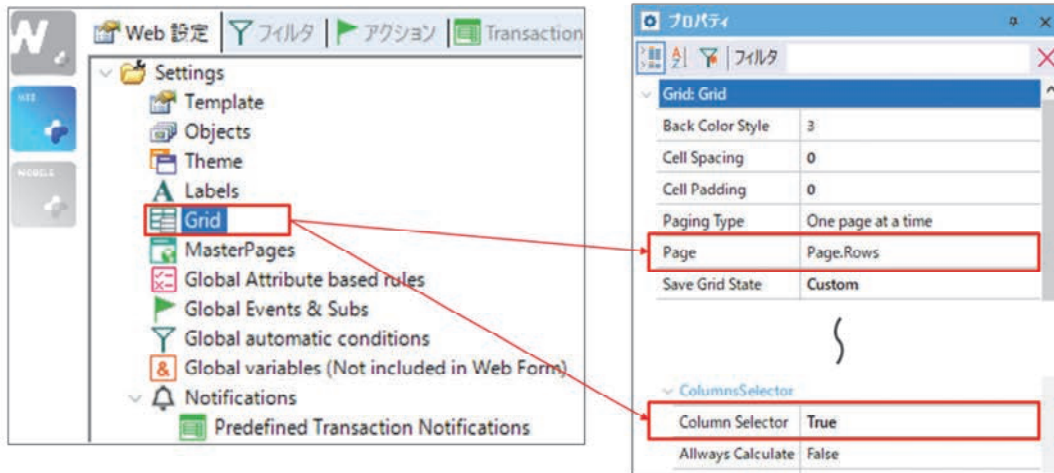 W
Web 設定
フィルタ
アクション
Transaction
Settings
Template
Objects
Theme
Labels
Grid
MasterPages
Global Attribute based rules
Global Events & Subs
Global automatic conditions
Global variables (Not included in Web Form)
Notifications
Predefined Transaction Notifications
プロパティ
フィルタ
Grid: Grid
Back Color Style 3
Cell Spacing 0
Cell Padding 0
Paging Type One page at a time
Page Page.Rows
Save Grid State Custom
ColumnsSelector
Column Selector True
Allways Calculate False